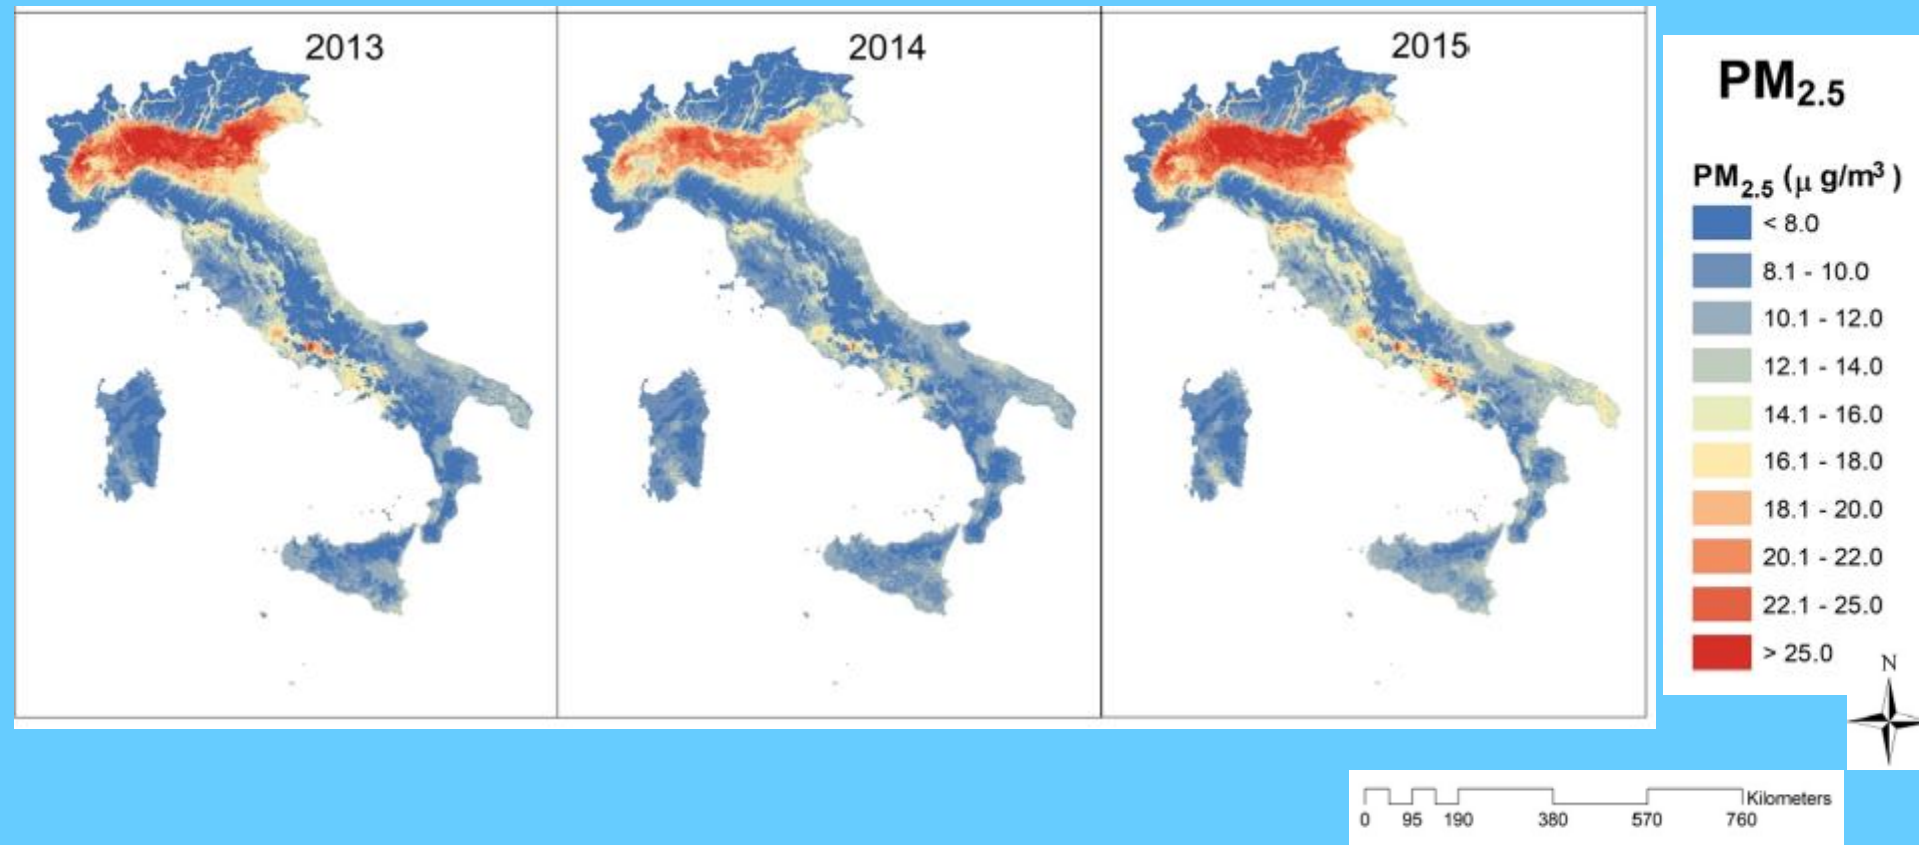 2013
2014
2015
PM2.5
PM2.5 (μ g/m³ )
< 8.0
8.1 - 10.0
10.1 - 12.0
12.1 - 14.0
14.1 - 16.0
16.1 - 18.0
18.1 - 20.0
20.1 - 22.0
22.1 - 25.0
> 25.0
N
Kilometers
0 95 190 380 570 760